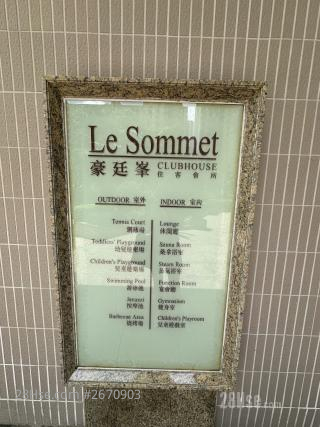 Le Sommet
豪廷峯 CLUBHOUSE
住客會所
OUTDOOR 室外 INDOOR 室內
Tennis Court
網球場
Toddlers' Playground
幼兒遊樂場
Children's Playground
兒童遊樂場
Swimming Pool
游泳池
Jacuzzi
按摩池
Barbecue Area
燒烤場
Lounge
休閒廳
Sauna Room
桑拿浴室
Steam Room
蒸氣浴室
Function Room
宴會廳
Gymnasium
健身室
Children's Playroom
兒童遊戲室
28Hse.com #2670903
28Hse.com